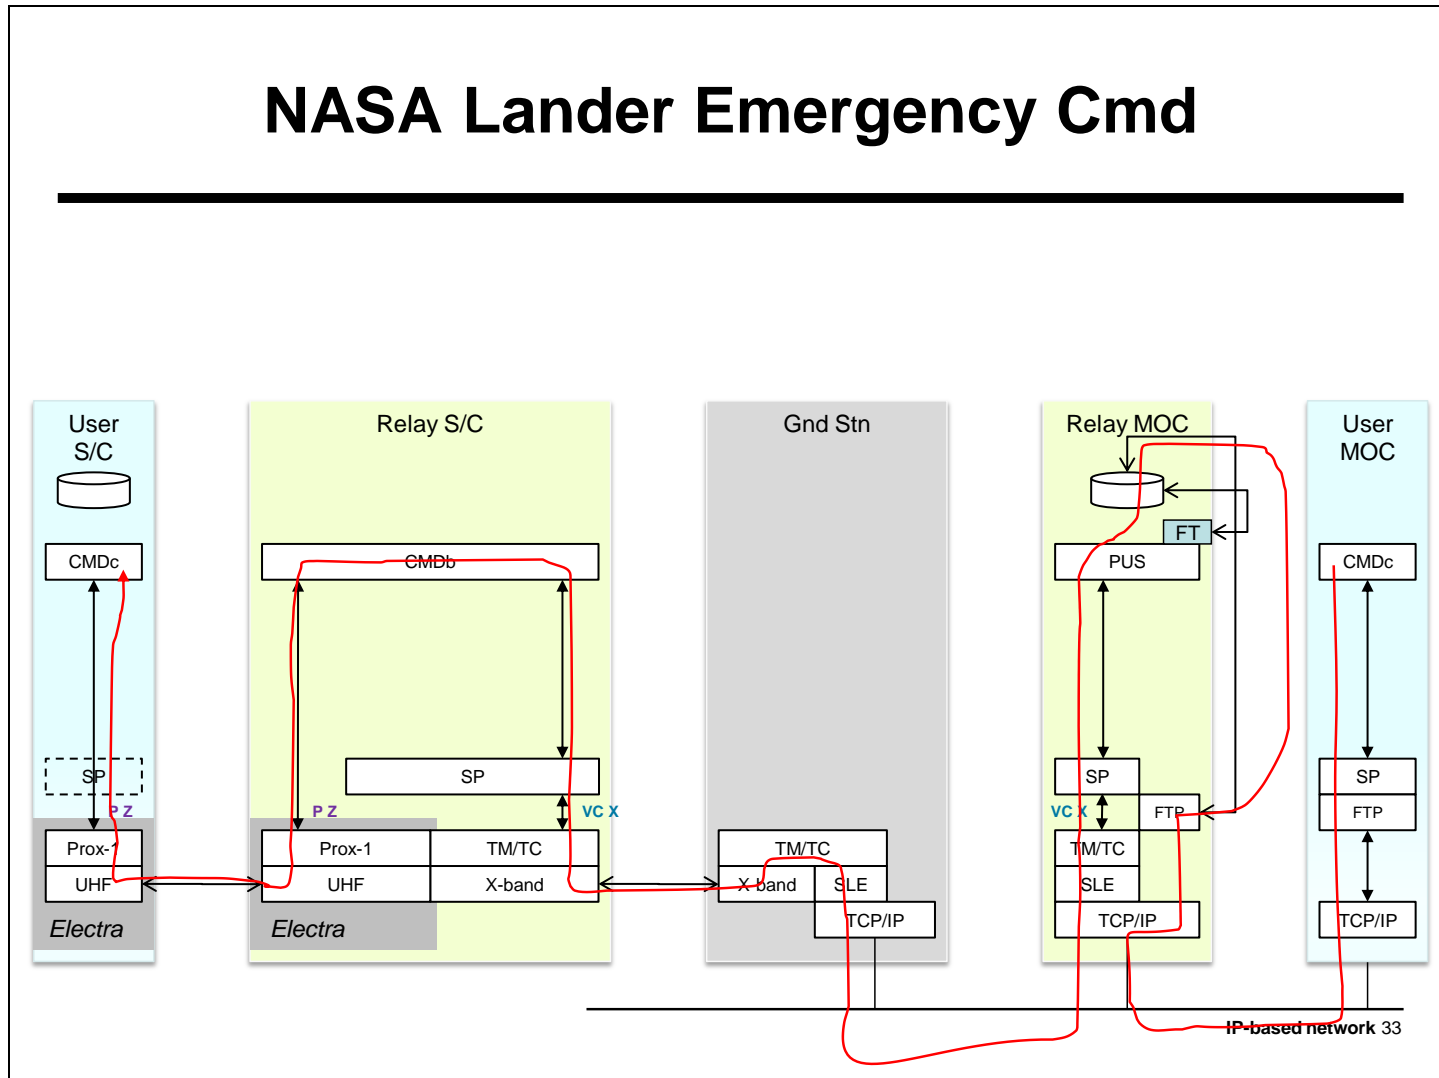 NASA Lander Emergency Cmd
User
S/C
CMDc
SP
P Z
Prox-1
UHF
Electra
Relay S/C
CMDb
SP
P Z
VC X
Prox-1
TM/TC
UHF
X-band
Electra
Gnd Stn
TM/TC
X-band
SLE
TCP/IP
Relay MOC
FT
PUS
SP
VC X
FTP
TM/TC
SLE
TCP/IP
User
MOC
CMDc
SP
FTP
TCP/IP
IP-based network 33